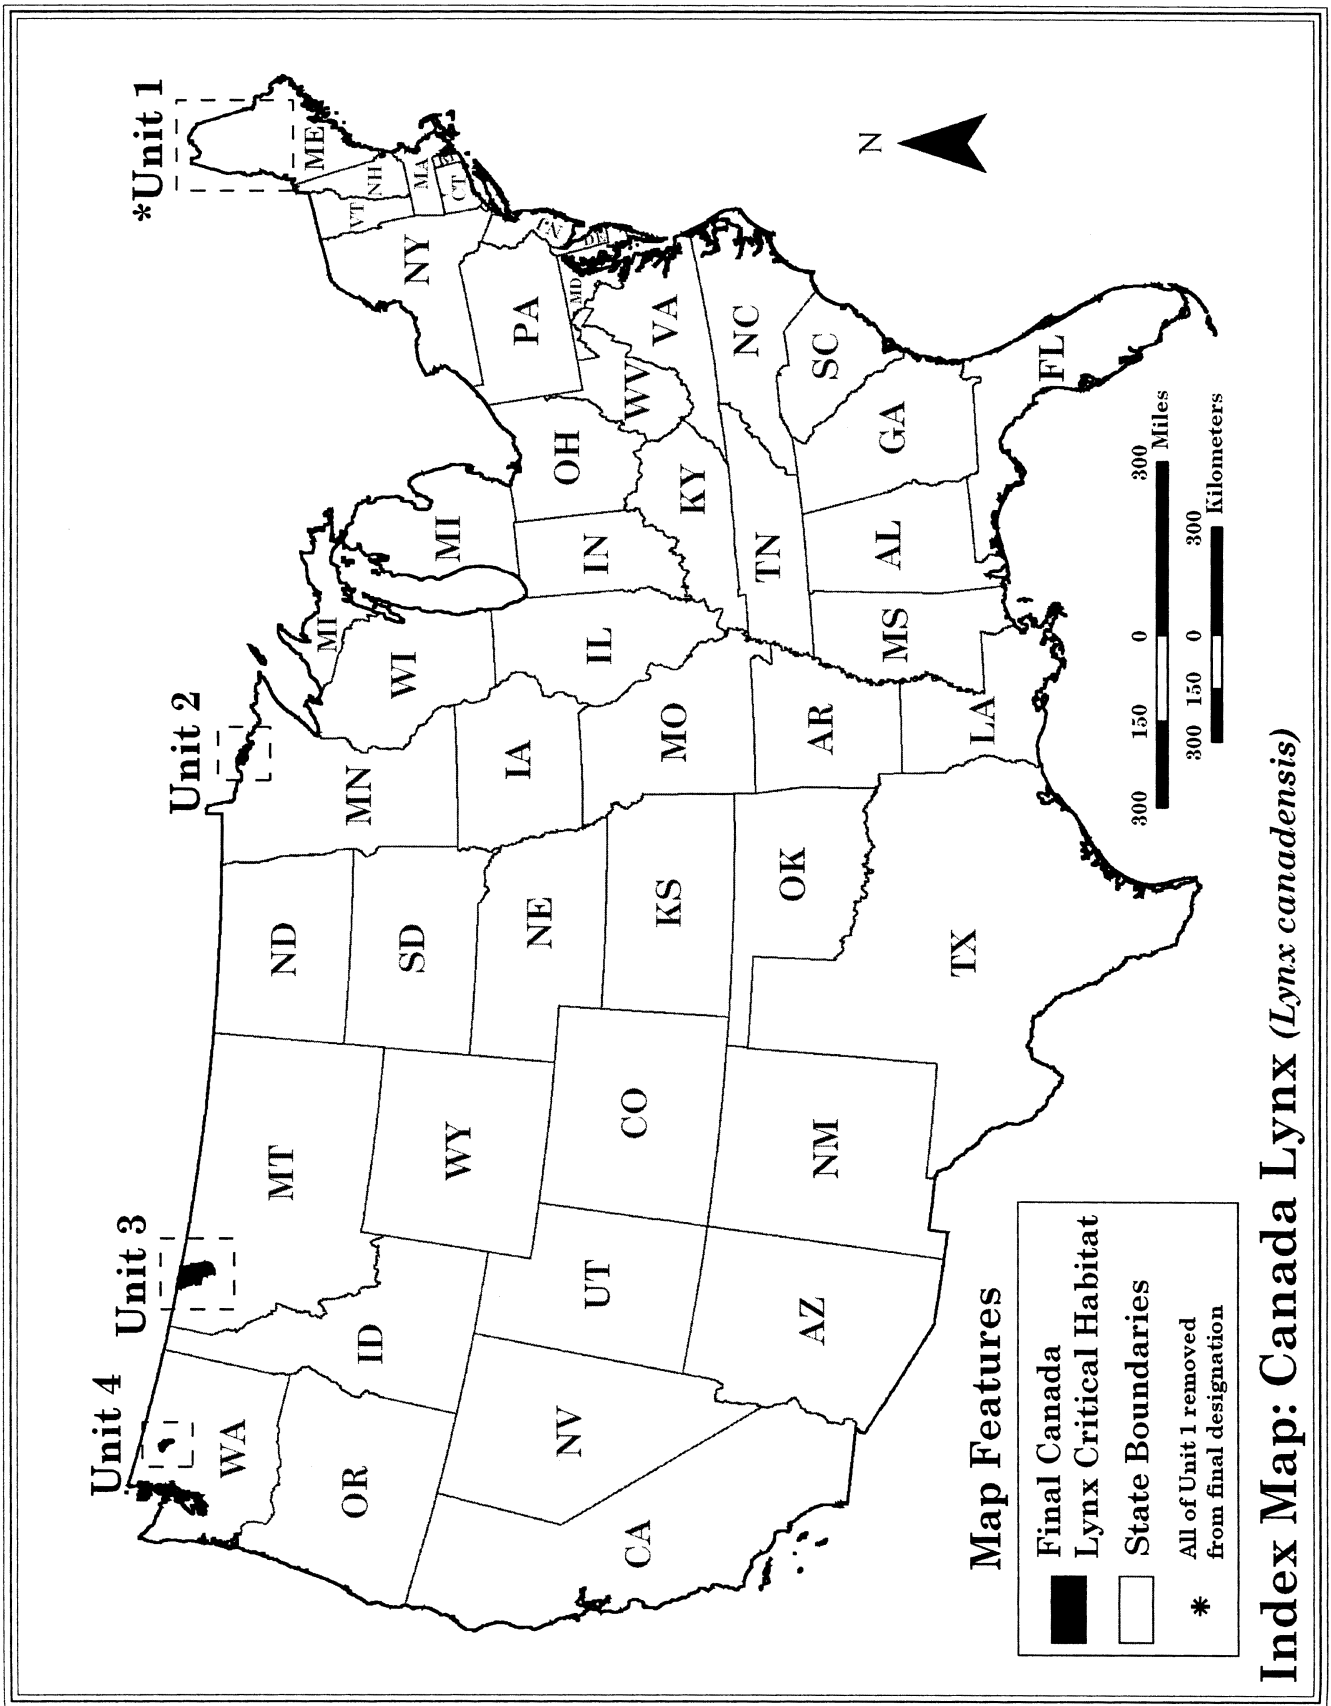 Unit 4
Unit 3
Unit 2
*Unit 1
WA
OR
CA
NV
ID
MT
WY
UT
AZ
CO
NM
ND
SD
NE
KS
OK
TX
MN
IA
MO
AR
LA
WI
MI
MI
IL
IN
OH
KY
TN
MS
AL
GA
FL
SC
NC
VA
WV
PA
NY
MD
DE
VT
NH
ME
MA
CT
N
Map Features
Final Canada
Lynx Critical Habitat
State Boundaries
* All of Unit 1 removed
from final designation
300 150 0 300 Miles
300 150 0 300 Kilometers
Index Map: Canada Lynx (Lynx canadensis)